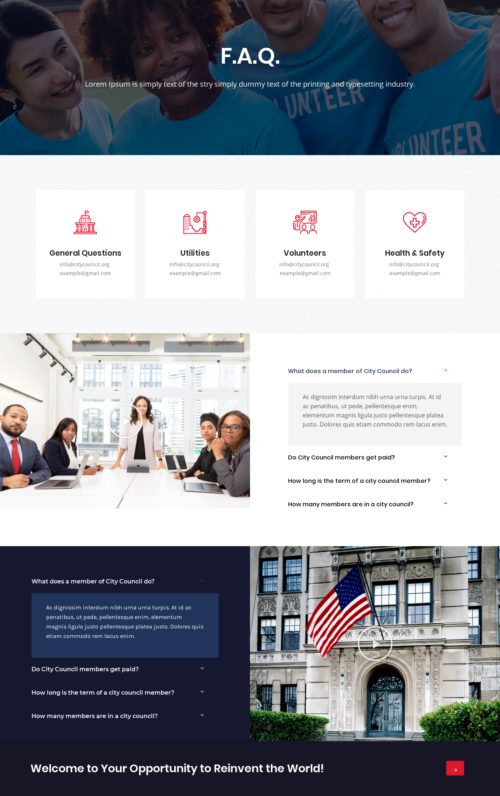 F.A.Q.
Lorem Ipsum is simply text of the stry simply dummy text of the printing and typesetting industry.
UNTEER
UNTEER
General Questions
info@citycouncil.org
example@gmail.com
Utilities
info@citycouncil.org
example@gmail.com
Volunteers
info@citycouncil.org
example@gmail.com
Health & Safety
info@citycouncil.org
example@gmail.com
What does a member of City Council do?
Ac dignissim interdum nibh urna urna turpis. At id
ac penatibus, ut pede, pellentesque enim,
elementum magnis ligula justo pellentesque platea
justo. Dolores quis etiam commodo rem lacus enim.
Do City Council members get paid?
How long is the term of a city council member?
How many members are in a city council?
What does a member of City Council do?
Ac dignissim interdum nibh urna urna turpis. At id ac
penatibus, ut pede, pellentesque enim, elementum
magnis ligula justo pellentesque platea justo. Dolores quis
etiam commodo rem lacus enim.
Do City Council members get paid?
How long is the term of a city council member?
How many members are in a city council?
Welcome to Your Opportunity to Reinvent the World!